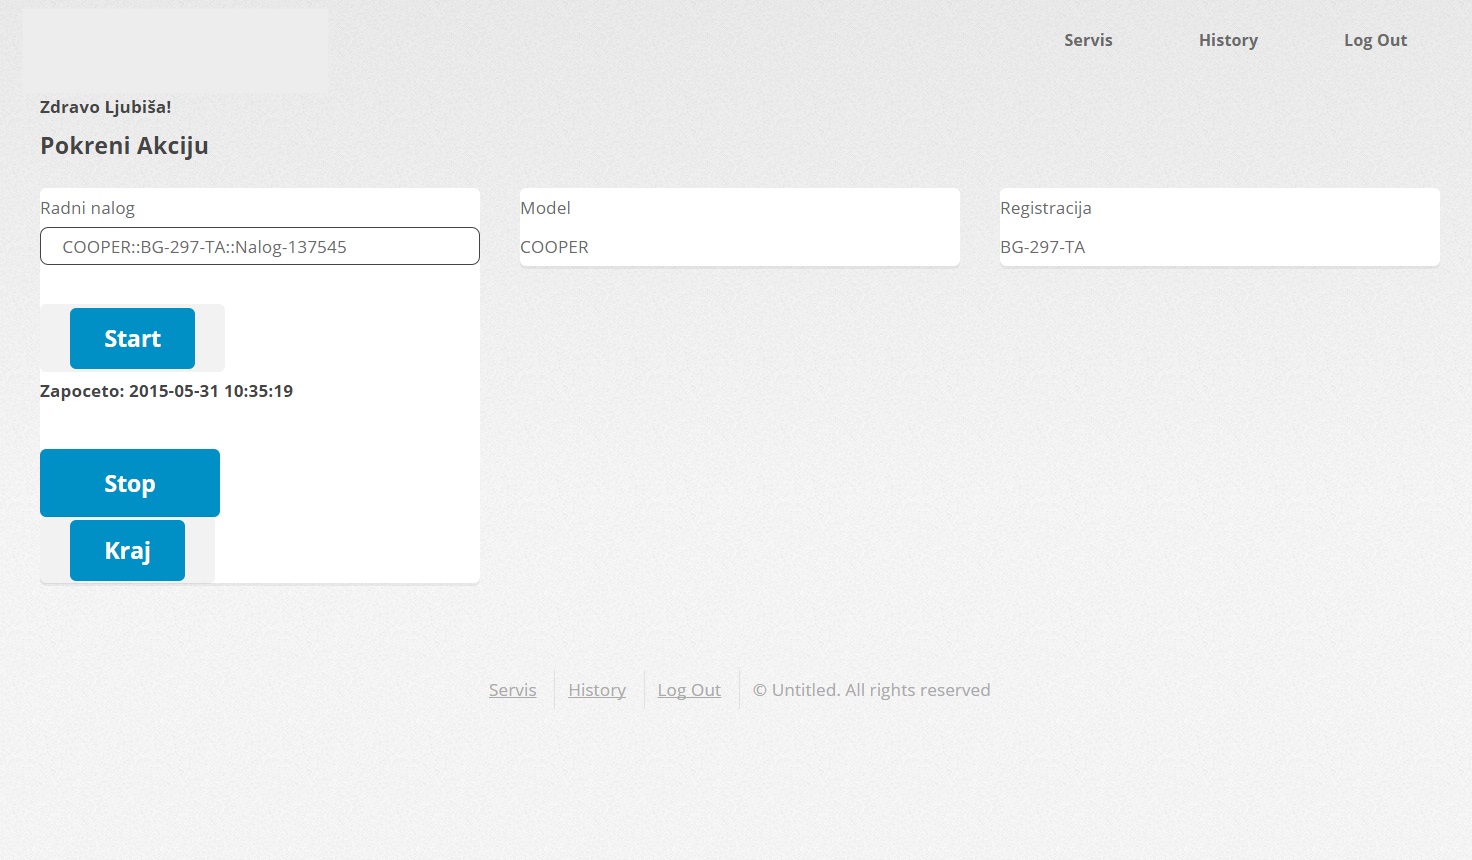 Servis History Log Out
Zdravo Ljubiša!
Pokreni Akciju
Radni nalog
COOPER::BG-297-TA::Nalog-137545
Model
COOPER
Registracija
BG-297-TA
Start
Zapoceto: 2015-05-31 10:35:19
Stop
Kraj
Servis History Log Out © Untitled. All rights reserved